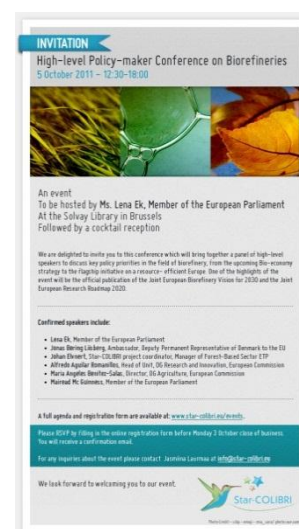 INVITATION
High-level Policy-maker Conference on Biorefineries
5 October 2011 - 12:30-18:00
An event
To be hosted by Ms. Lena Ek, Member of the European Parliament
At the Solvay Library in Brussels
Followed by a cocktail reception
We are delighted to invite you to this conference which will bring together a panel of high-level
speakers to discuss key policy priorities in the field of biorefinery, from the upcoming Bio-economy
strategy to the flagship initiative on a resource- efficient Europe. One of the highlights of the
event will be the official publication of the Joint European Biorefinery Vision for 2030 and the Joint
European Research Roadmap 2020.
Confirmed speakers include:
• Lena Ek, Member of the European Parliament
• Jonas Bering Liisberg, Ambassador, Deputy Permanent Representative of Denmark to the EU
• Johan Elvnert, Star-COLIBRI project coordinator, Manager of Forest-Based Sector ETP
• Alfredo Aguilar Romanillos, Head of Unit, DG Research and Innovation, European Commission
• Maria Angeles Benitez-Salas, Director, DG Agriculture, European Commission
• Mairead Mc Guinness, Member of the European Parliament
A full agenda and registration form are available at: www.star-colibri.eu/events.
Please RSVP by filling in the online registration form before Monday 3 October close of business.
You will receive a confirmation email.
For any inquiries about the event please contact Jasmiina Laurmaa at info@star-colibri.eu
We look forward to welcoming you to our event.
Star-COLIBRI